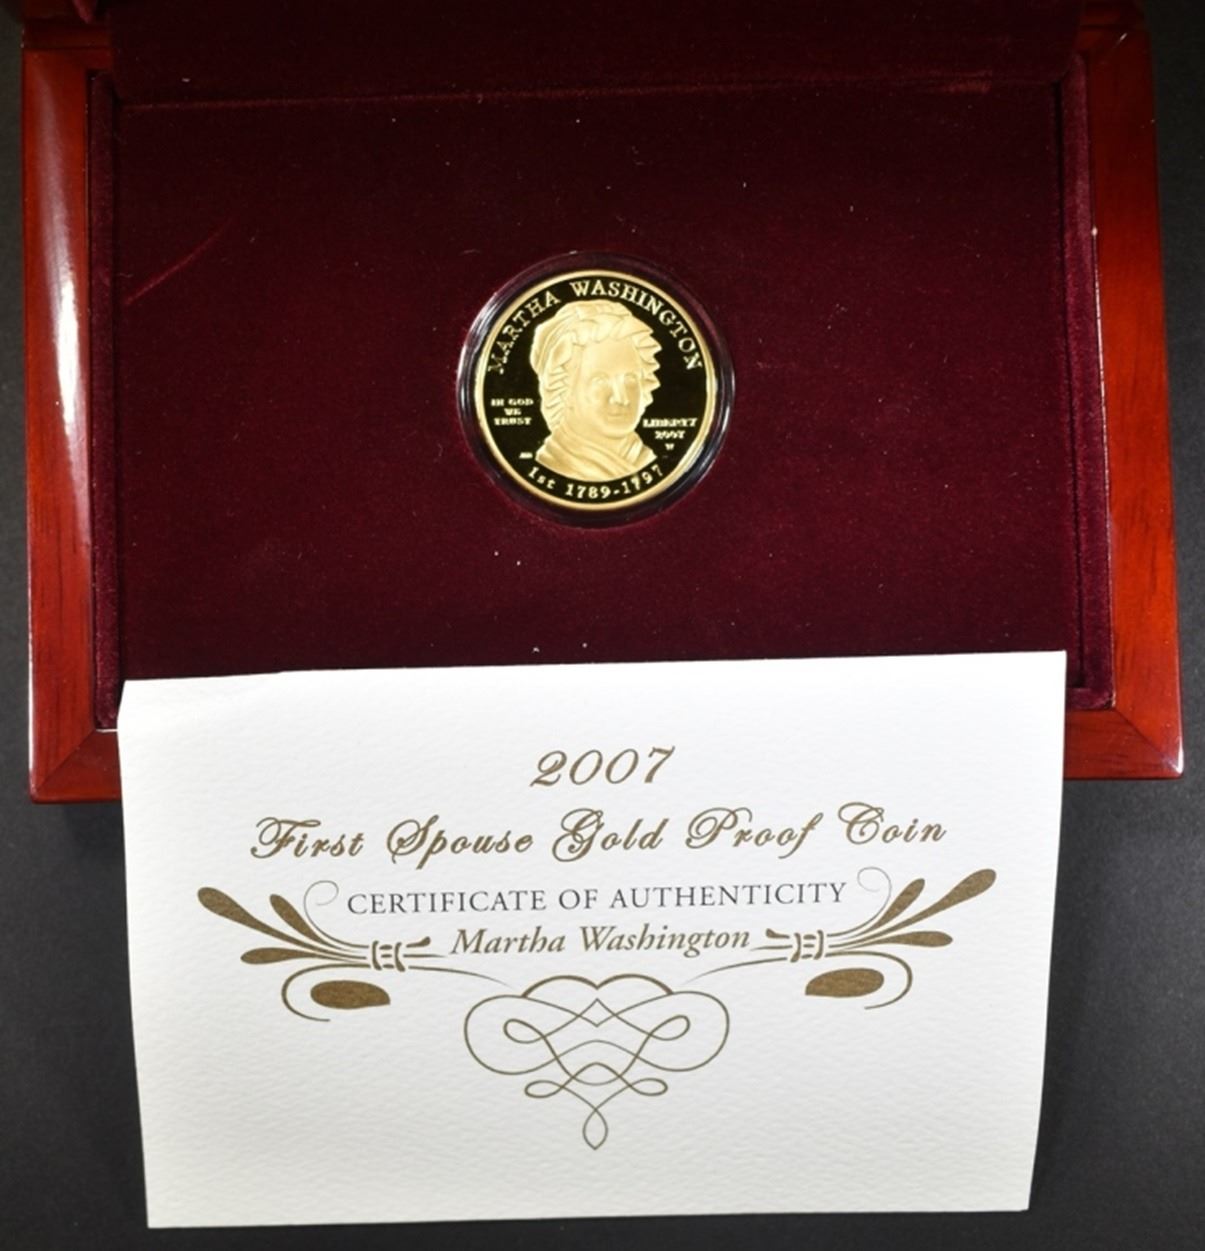 MARTHA WASHINGTON
IN GOD
WE
TRUST
LIBERTY
2007
W
1st 1789-1797
2007
First Spouse Gold Proof Coin
CERTIFICATE OF AUTHENTICITY
Martha Washington